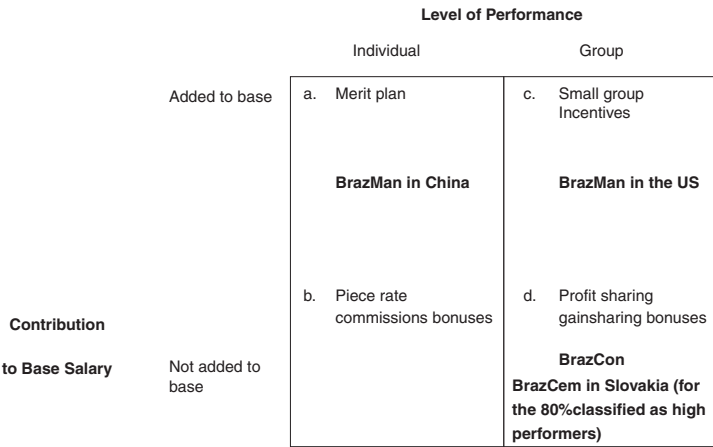 Level of Performance
Individual
Group
Added to base
a. Merit plan
c. Small group
Incentives
BrazMan in China
BrazMan in the US
b. Piece rate
commissions bonuses
d. Profit sharing
gainsharing bonuses
Contribution
to Base Salary
Not added to
base
BrazCon
BrazCem in Slovakia (for
the 80%classified as high
performers)